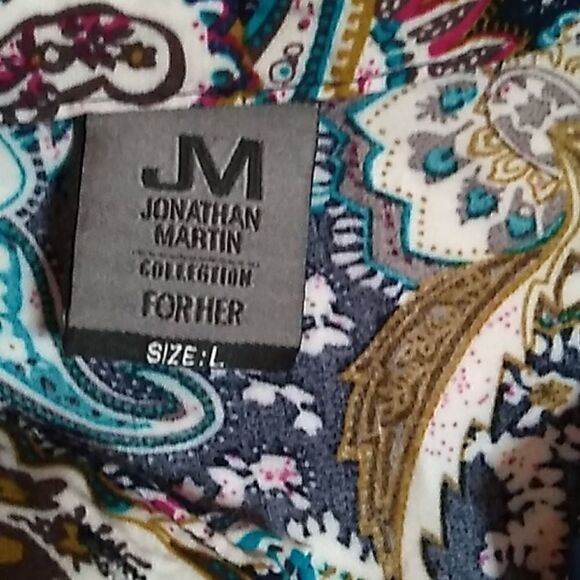 JM
JONATHAN
MARTIN
COLLECTION
FOR HER
SIZE: L